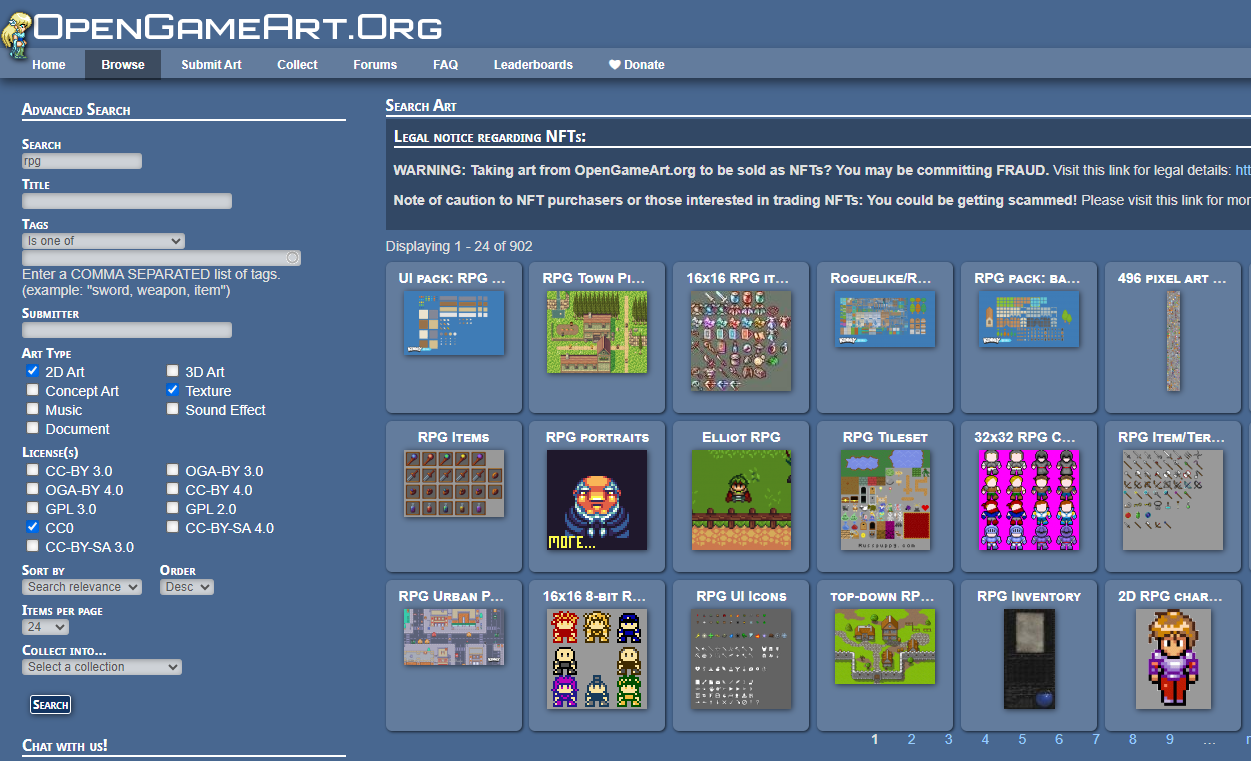 OpenGameArt.Org
Home Browse Submit Art Collect Forums FAQ Leaderboards Donate
Advanced Search
Search
rpg
Title
Tags
Is one of
Enter a COMMA SEPARATED list of tags.
(example: "sword, weapon, item")
Submitter
Art Type
2D Art 3D Art
Concept Art Texture
Music Sound Effect
Document
License(s)
CC-BY 3.0 OGA-BY 3.0
OGA-BY 4.0 CC-BY 4.0
GPL 3.0 GPL 2.0
CC0 CC-BY-SA 4.0
CC-BY-SA 3.0
Sort by Order
Search relevance Desc
Items per page
24
Collect into...
Select a collection
Search
Chat with us!
Search Art
Legal notice regarding NFTs:
WARNING: Taking art from OpenGameArt.org to be sold as NFTs? You may be committing FRAUD. Visit this link for legal details: htt
Note of caution to NFT purchasers or those interested in trading NFTs: You could be getting scammed! Please visit this link for mor
Displaying 1 - 24 of 902
UI pack: RPG ... RPG Town Pi... 16x16 RPG it... Roguelike/R... RPG pack: ba... 496 pixel art ...
RPG Items RPG portraits Elliot RPG RPG Tileset 32x32 RPG C... RPG Item/Ter...
MORE...
RPG Urban P... 16x16 8-bit R... RPG UI Icons top-down RP... RPG Inventory 2D RPG char...
1 2 3 4 5 6 7 8 9 ...